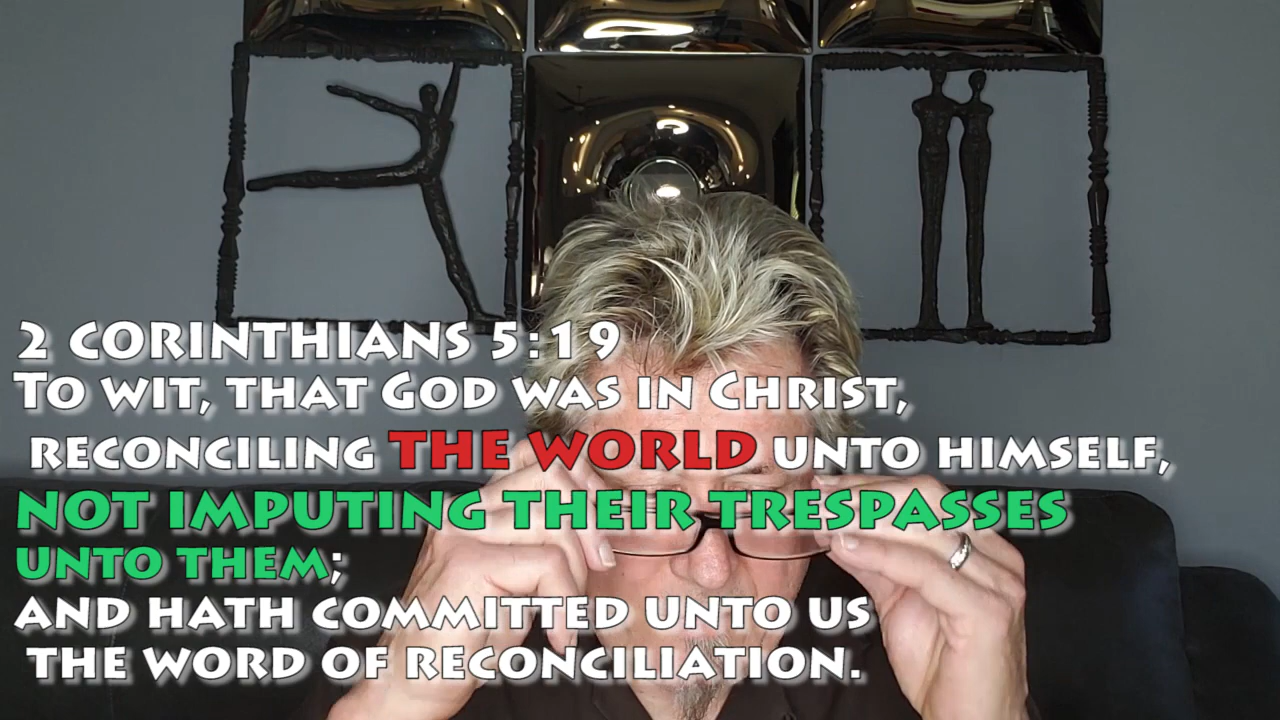 2 CORINTHIANS 5:19
TO WIT, THAT GOD WAS IN CHRIST,
RECONCILING THE WORLD UNTO HIMSELF,
NOT IMPUTING THEIR TRESPASSES
UNTO THEM;
AND HATH COMMITTED UNTO US
THE WORD OF RECONCILIATION.